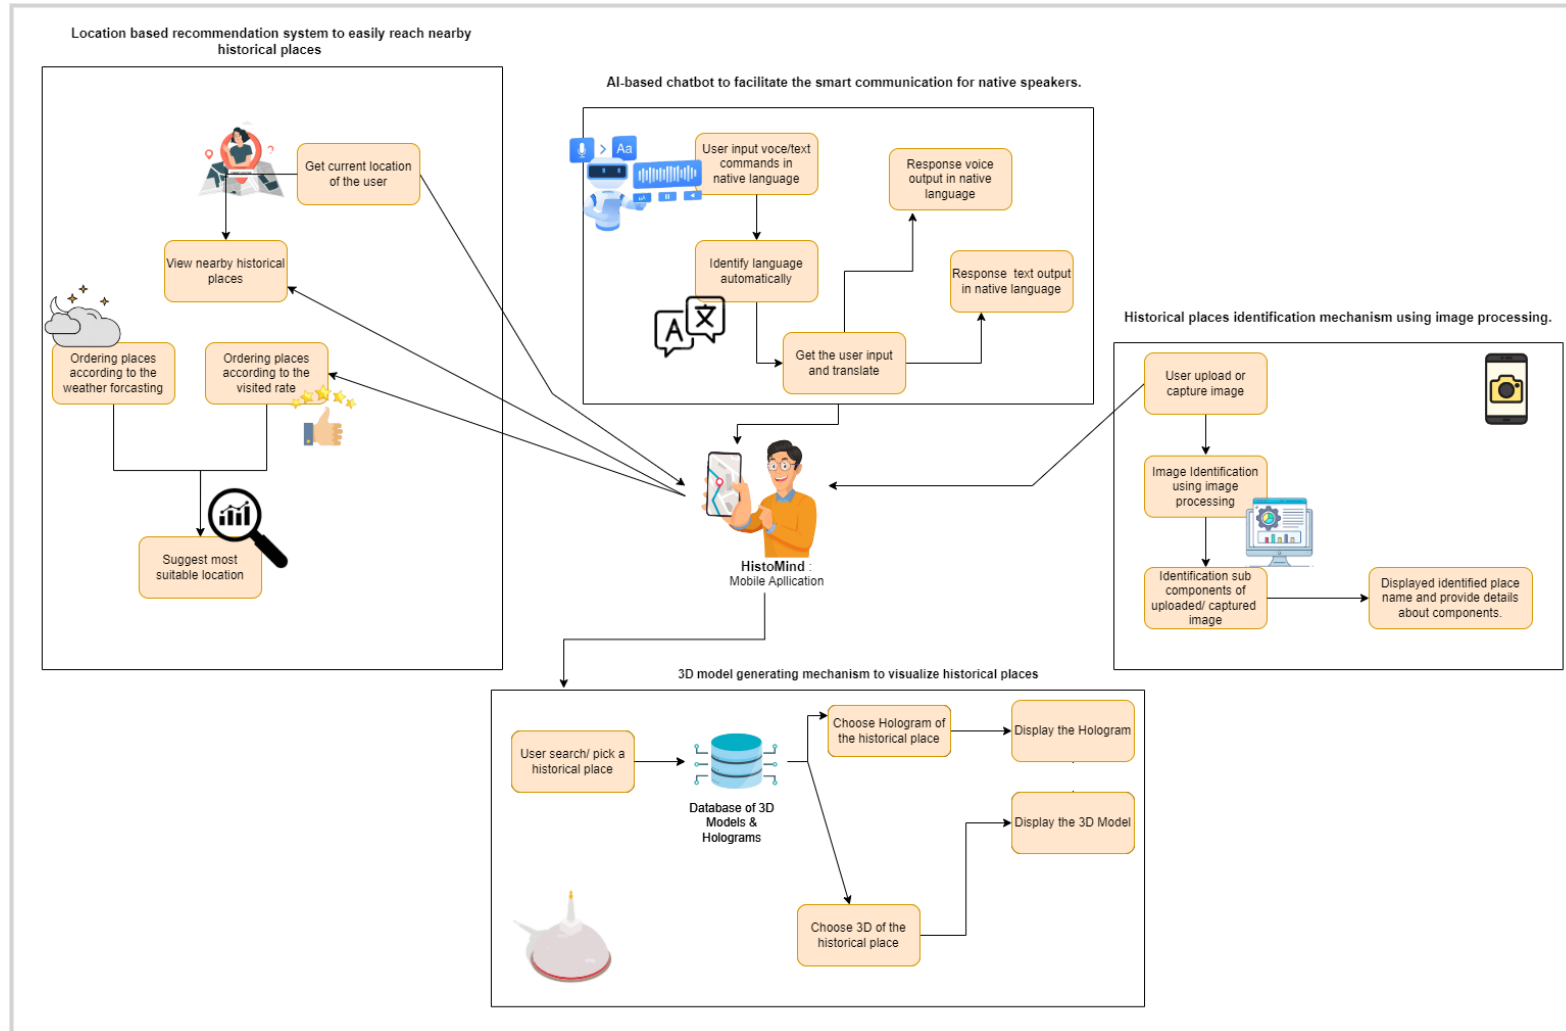 Location based recommendation system to easily reach nearby
historical places
Get current location
of the user
View nearby historical
places
Ordering places
according to the
weather forcasting
Ordering places
according to the
visited rate
Suggest most
suitable location
AI-based chatbot to facilitate the smart communication for native speakers.
Aa
User input voce/text
commands in
native language
Identify language
automatically
A
文
Get the user input
and translate
Response voice
output in native
language
Response text output
in native language
Historical places identification mechanism using image processing.
User upload or
capture image
Image Identification
using image
processing
Identification sub
components of
uploaded/ captured
image
Displayed identified place
name and provide details
about components.
HistoMind :
Mobile Apllication
3D model generating mechanism to visualize historical places
User search/ pick a
historical place
Database of 3D
Models &
Holograms
Choose Hologram of
the historical place
Display the Hologram
Display the 3D Model
Choose 3D of the
historical place